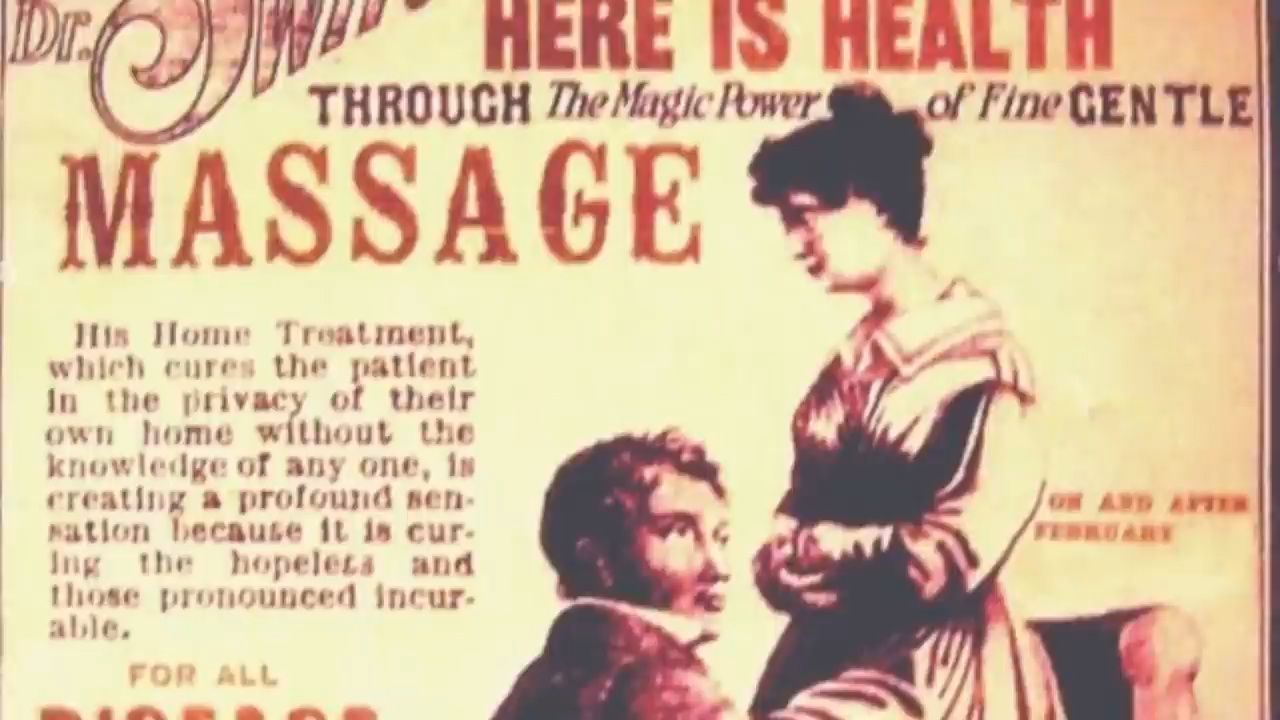 Dr.
HERE IS HEALTH
THROUGH The Magic Power of Fine GENTLE
MASSAGE
His Home Treatment,
which cures the patient
in the privacy of their
own home without the
knowledge of any one, is
creating a profound sen-
sation because it is cur-
ing the hopeless and
those pronounced incur-
able.
ON AND AFTER
FEBRUARY
FOR ALL